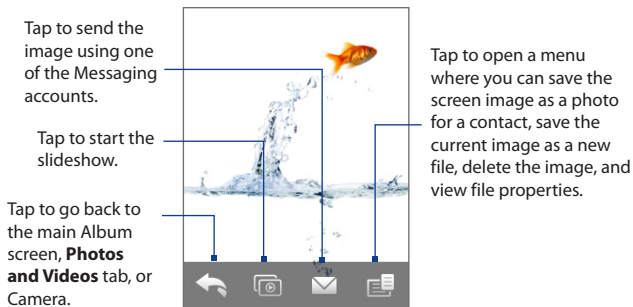 Tap to send the
image using one
of the Messaging
accounts.
Tap to start the
slideshow.
Tap to go back to
the main Album
screen, Photos
and Videos tab, or
Camera.
Tap to open a menu
where you can save the
screen image as a photo
for a contact, save the
current image as a new
file, delete the image, and
view file properties.